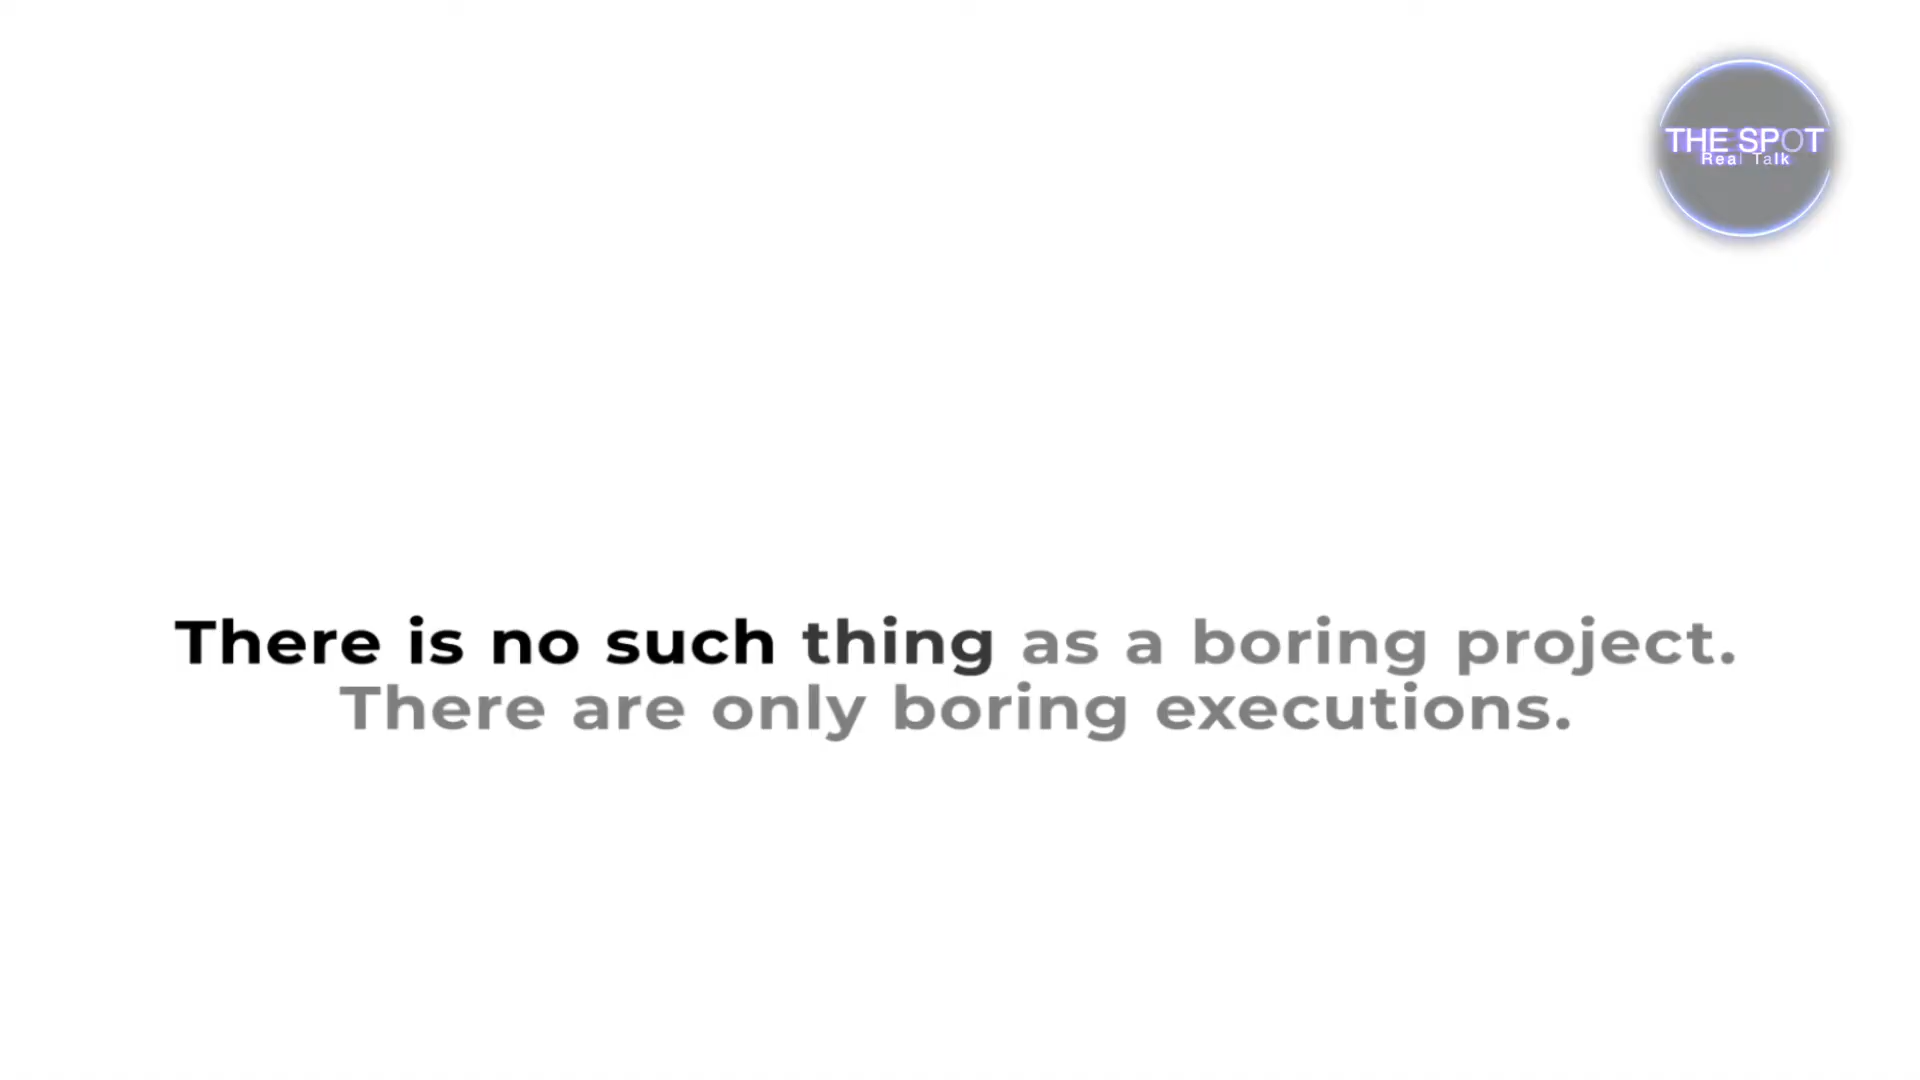 THE SPOT
Real Talk
There is no such thing as a boring project.
There are only boring executions.